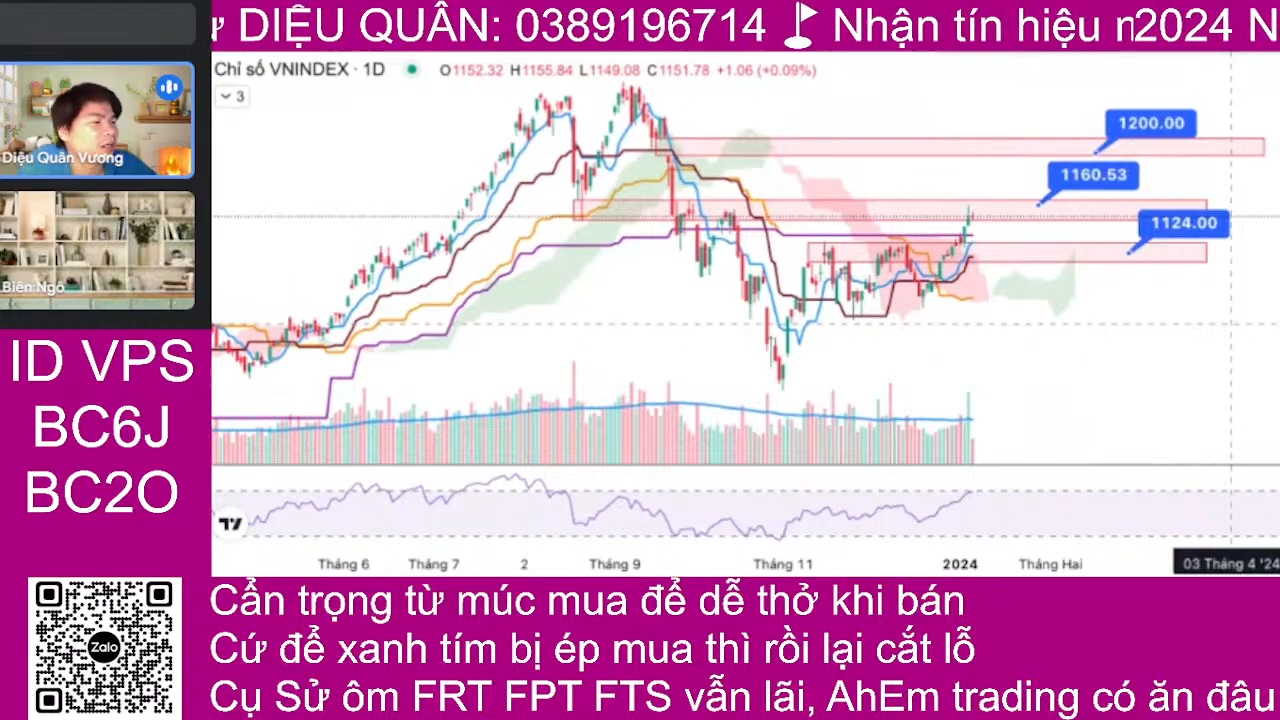 DIỆU QUÂN: 0389196714 Nhận tín hiệu 2024 N
Chỉ số VNINDEX · 1D O1152.32 H1155.84 L1149.08 C1151.78 +1.06 (+0.09%)
3
Diệu Quân Vương
Biên Ngô
1200.00
1160.53
1124.00
ID VPS
BC6J
BC2O
Zalo
Tháng 6 Tháng 7 2 Tháng 9 Tháng 11 2024 Tháng Hai 03 Tháng 4 '24
Cẩn trọng từ múc mua để dễ thở khi bán
Cứ để xanh tím bị ép mua thì rồi lại cắt lỗ
Cụ Sử ôm FRT FPT FTS vẫn lãi, AnEm trading có ăn đâu